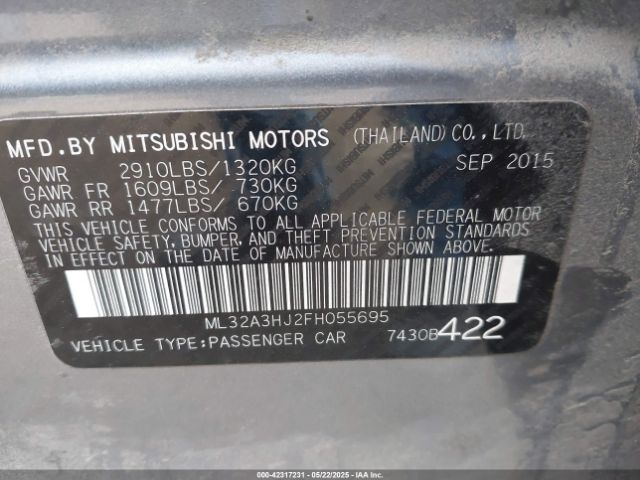 MFD.BY MITSUBISHI MOTORS (THAILAND) CO.,LTD.
GVWR 2910LBS/1320KG SEP 2015
GAWR FR 1609LBS/ 730KG
GAWR RR 1477LBS/ 670KG
THIS VEHICLE CONFORMS TO ALL APPLICABLE FEDERAL MOTOR
VEHICLE SAFETY, BUMPER, AND THEFT PREVENTION STANDARDS
IN EFFECT ON THE DATE OF MANUFACTURE SHOWN ABOVE.
ML32A3HJ2FH055695
VEHICLE TYPE:PASSENGER CAR 7430B422
000-42317231 - 05/22/2025 - Copyright IAA, LLC.